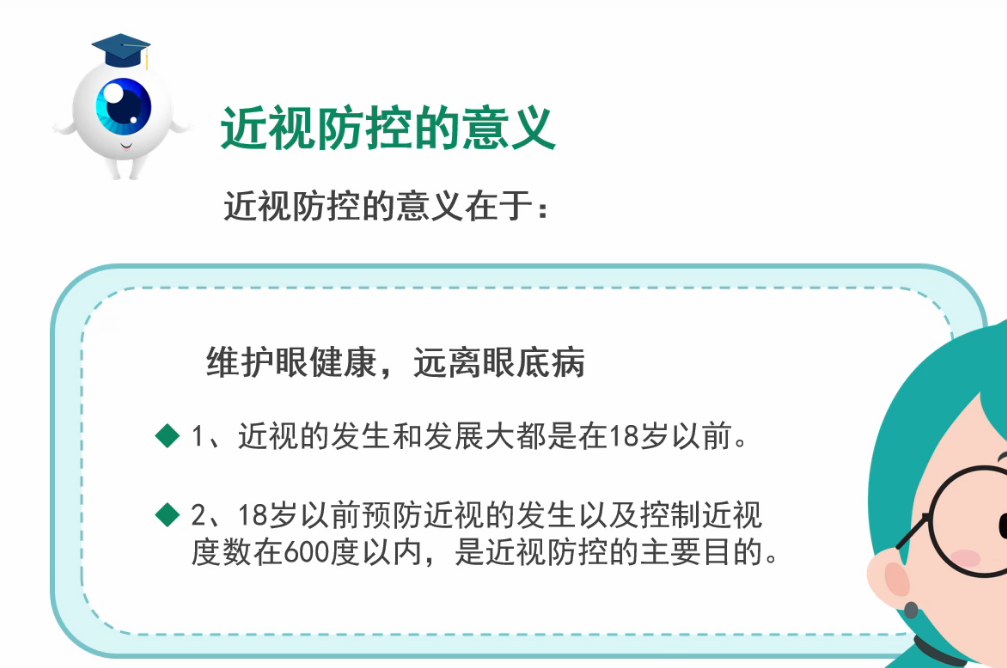 近视防控的意义
近视防控的意义在于：
维护眼健康，远离眼底病
1、近视的发生和发展大都是在18岁以前。
2、18岁以前预防近视的发生以及控制近视
度数在600度以内，是近视防控的主要目的。